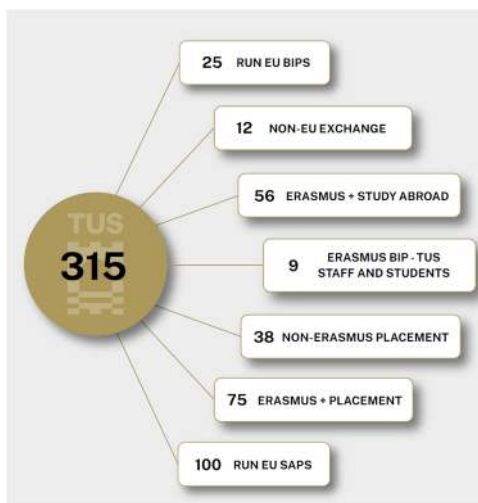 25 RUN EU BIPS
12 NON-EU EXCHANGE
56 ERASMUS + STUDY ABROAD
TUS
315
9 ERASMUS BIP - TUS
STAFF AND STUDENTS
38 NON-ERASMUS PLACEMENT
75 ERASMUS + PLACEMENT
100 RUN EU SAPS